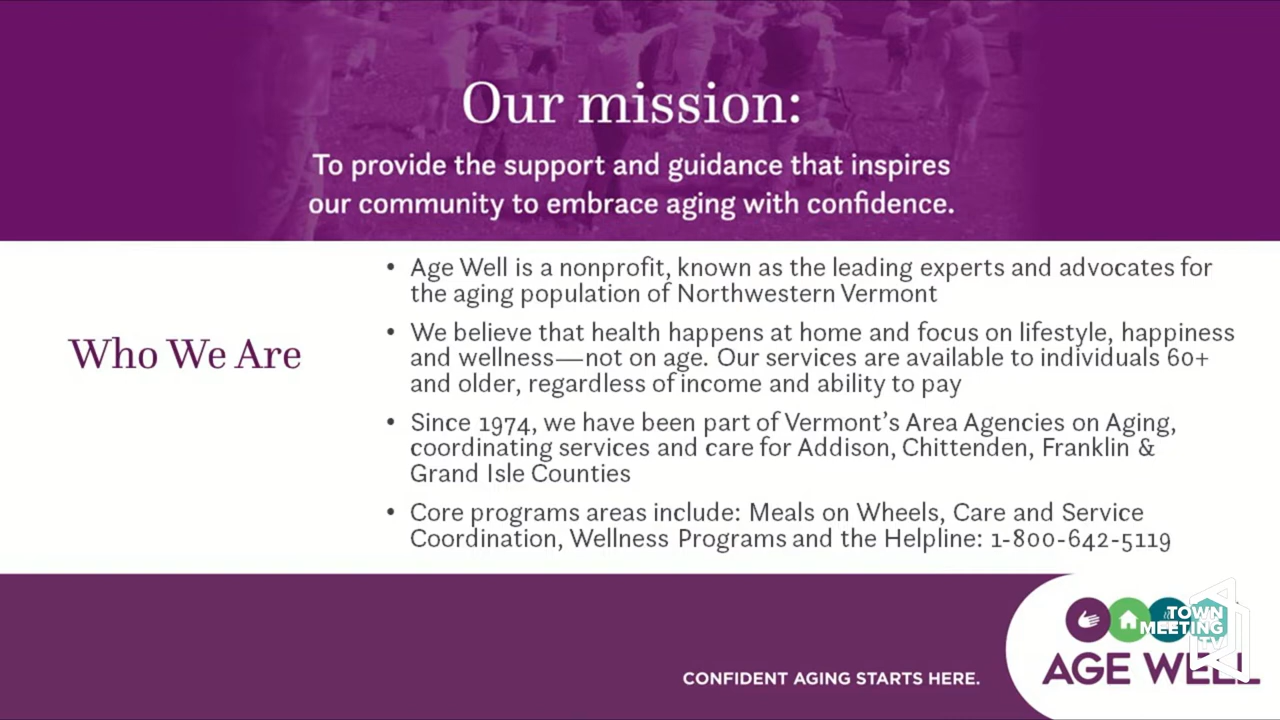 Our mission:
To provide the support and guidance that inspires
our community to embrace aging with confidence.
Who We Are
• Age Well is a nonprofit, known as the leading experts and advocates for
the aging population of Northwestern Vermont
• We believe that health happens at home and focus on lifestyle, happiness
and wellness—not on age. Our services are available to individuals 60+
and older, regardless of income and ability to pay
• Since 1974, we have been part of Vermont's Area Agencies on Aging,
coordinating services and care for Addison, Chittenden, Franklin &
Grand Isle Counties
• Core programs areas include: Meals on Wheels, Care and Service
Coordination, Wellness Programs and the Helpline: 1-800-642-5119
CONFIDENT AGING STARTS HERE.
TOWN
MEETING
TV
AGE WELL